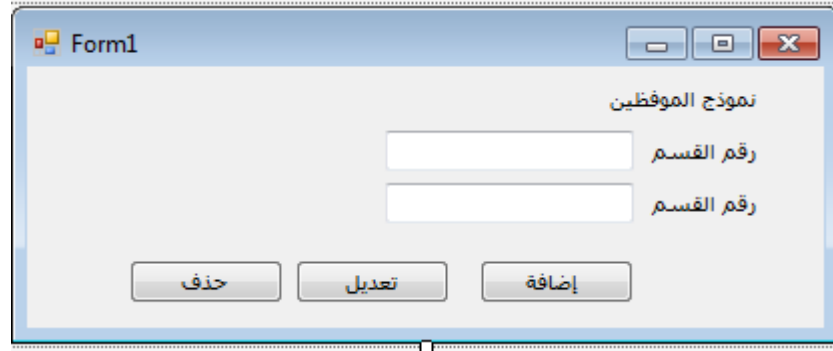 Form1
نموذج الموفظين
رقم القسم
رقم القسم
إضافة تعديل حذف